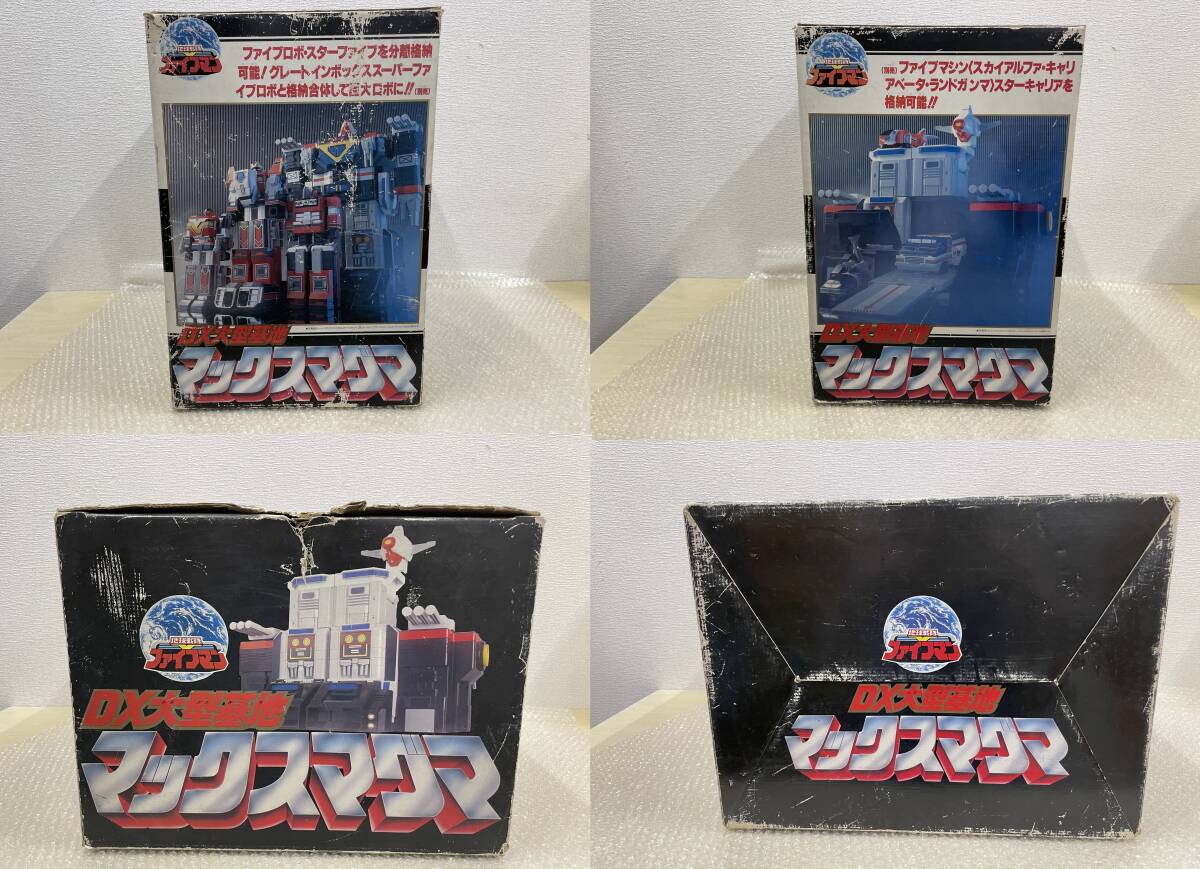 地球戦隊
ファイブマン
ファイブロボ・スターファイブを分離格納
可能!グレートインボックススーパーファ
イブロボと格納合体して巨大ロボに!!(別売)
DX大型基地
マックスマグマ
地球戦隊
ファイブマン
(別売)ファイブマシン(スカイアルファ・キャリ
アベータ・ランドガンマ)スターキャリアを
格納可能!!
DX大型基地
マックスマグマ
地球戦隊
ファイブマン
DX大型基地
マックスマグマ
地球戦隊
ファイブマン
DX大型基地
マックスマグマ